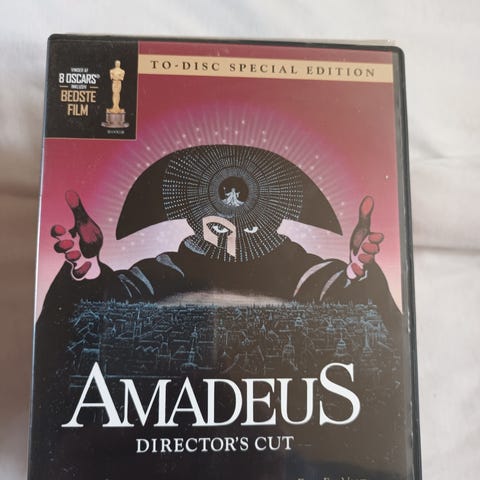 VINDER AF
8 OSCARS®
INKLUSIV
BEDSTE
FILM
TO-DISC SPECIAL EDITION
AMADEUS
DIRECTOR'S CUT